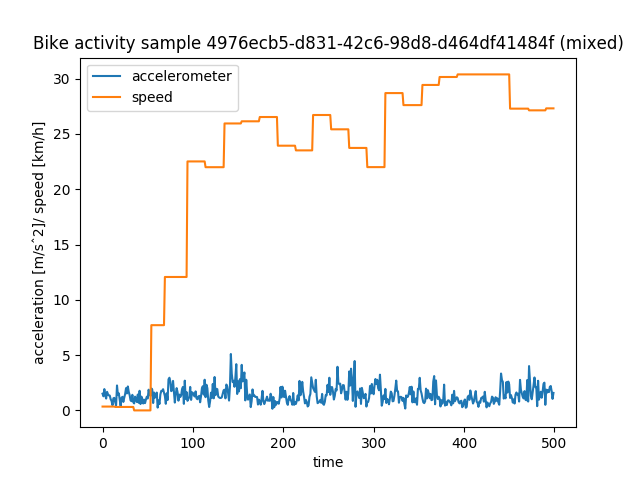 Bike activity sample 4976ecb5-d831-42c6-98d8-d464df41484f (mixed)
accelerometer
speed
acceleration [m/s^2]/ speed [km/h]
30
25
20
15
10
5
0
0 100 200 300 400 500
time